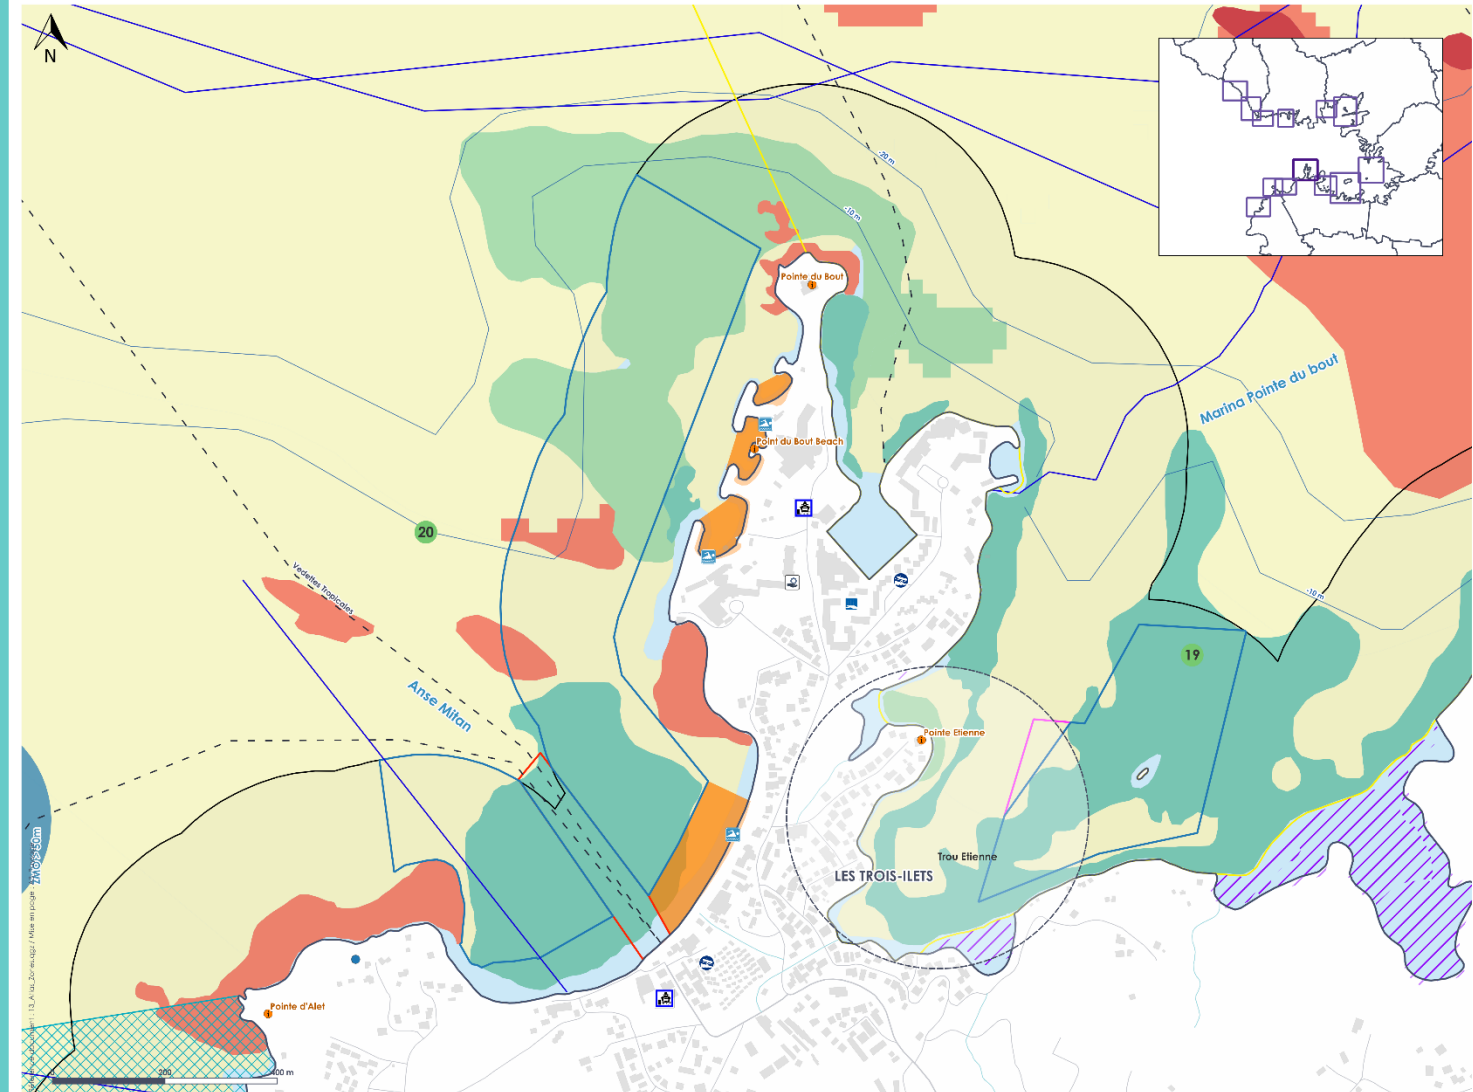 N
-20 m
-10 m
Pointe du Bout
Marina Pointe du bout
Point du Bout Beach
20
Vedettes Tropicales
-10 m
19
Anse Mitan
Pointe Etienne
Trou Etienne
LES TROIS-ILETS
Pointe d'Alet
0
200
400 m